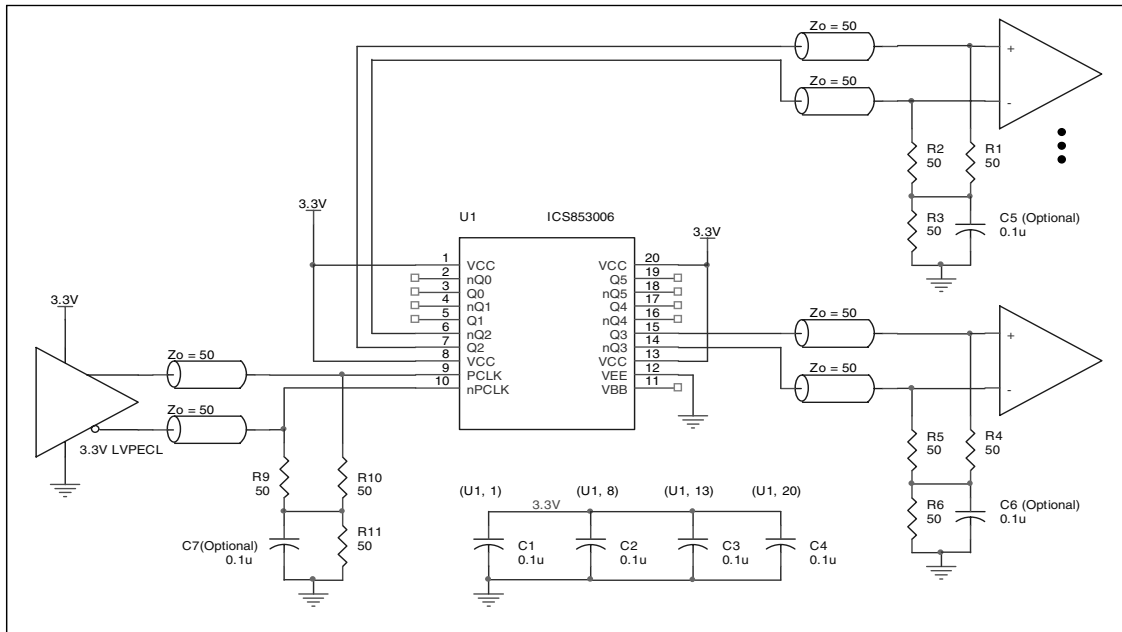 Zo = 50
+
Zo = 50
-
R2
50
R1
50
R3
50
C5 (Optional)
0.1u
3.3V
U1
ICS853006
3.3V
1
VCC
2
nQ0
3
Q0
4
nQ1
5
Q1
6
nQ2
7
Q2
8
VCC
9
PCLK
10
nPCLK
20
VCC
19
Q5
18
nQ5
17
Q4
16
nQ4
15
Q3
14
nQ3
13
VCC
12
VEE
11
VBB
3.3V
Zo = 50
Zo = 50
3.3V LVPECL
R9
50
R10
50
C7(Optional)
0.1u
R11
50
Zo = 50
+
Zo = 50
-
R5
50
R4
50
R6
50
C6 (Optional)
0.1u
(U1, 1)
(U1, 8)
(U1, 13)
(U1, 20)
3.3V
C1
0.1u
C2
0.1u
C3
0.1u
C4
0.1u